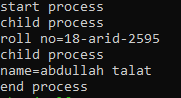 start process
child process
roll no=18-arid-2595
child process
name=abdullah talat
end process